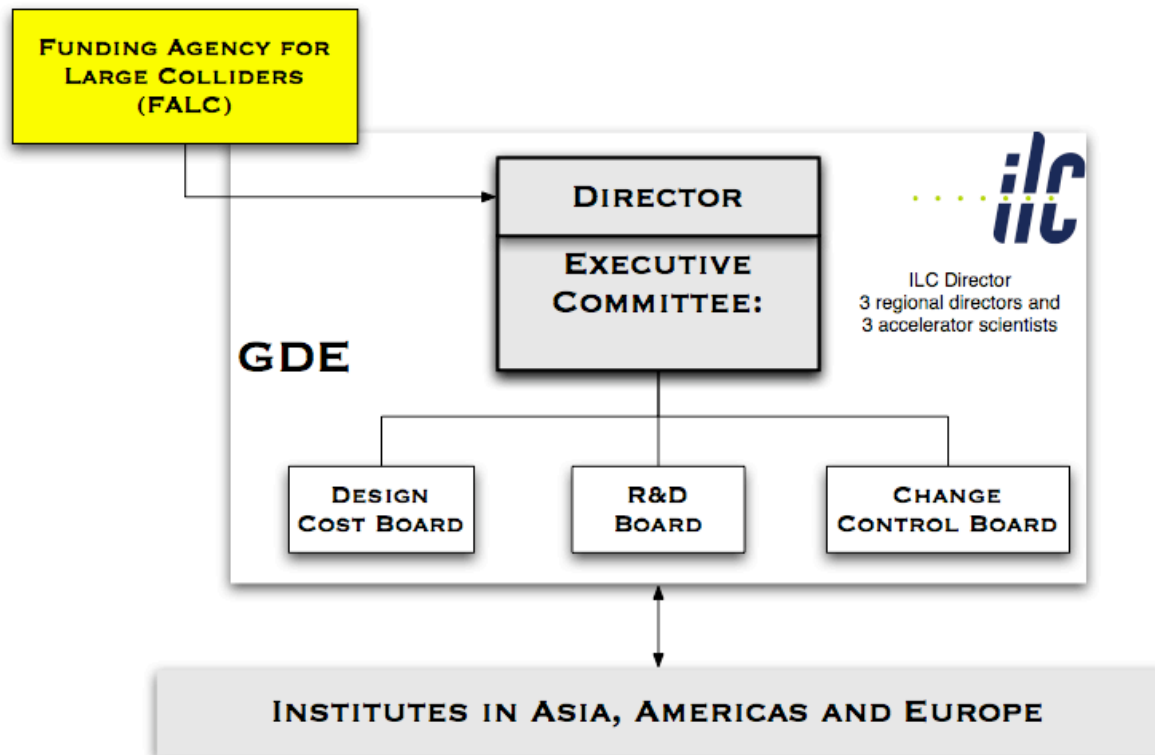 Funding Agency for
Large Colliders
(FALC)
Director
Executive
Committee:
ilc
ILC Director
3 regional directors and
3 accelerator scientists
GDE
Design
Cost Board
R&D
Board
Change
Control Board
Institutes in Asia, Americas and Europe